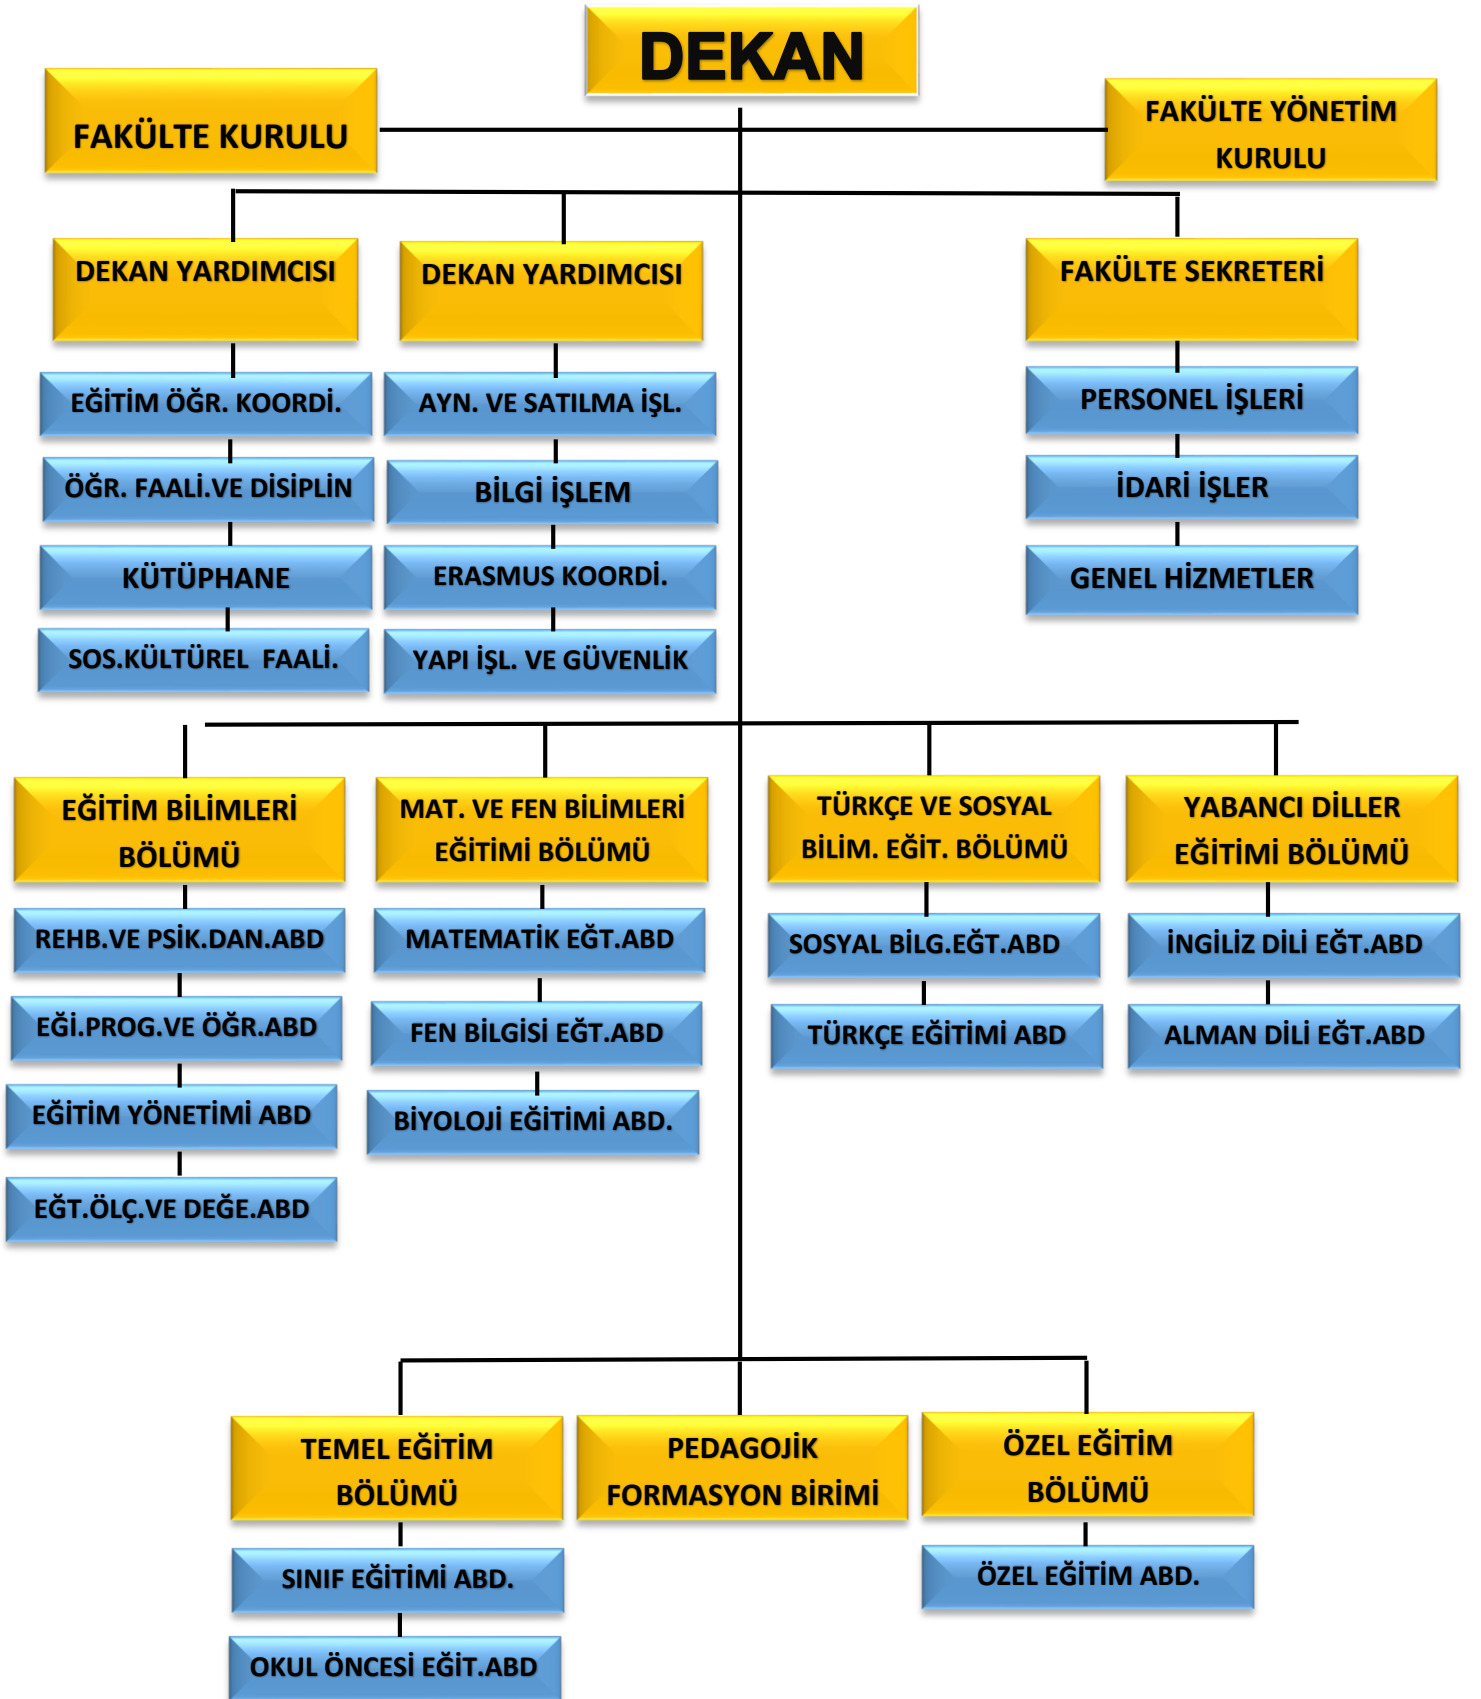 DEKAN
FAKÜLTE KURULU
FAKÜLTE YÖNETİM
KURULU
DEKAN YARDIMCISI
DEKAN YARDIMCISI
FAKÜLTE SEKRETERİ
EĞİTİM ÖĞR. KOORDİ.
AYN. VE SATILMA İŞL.
PERSONEL İŞLERİ
ÖĞR. FAALİ.VE DİSİPLİN
BİLGİ İŞLEM
İDARİ İŞLER
KÜTÜPHANE
ERASMUS KOORDİ.
GENEL HİZMETLER
SOS.KÜLTÜREL  FAALİ.
YAPI İŞL. VE GÜVENLİK
EĞİTİM BİLİMLERİ
BÖLÜMÜ
MAT. VE FEN BİLİMLERİ
EĞİTİMİ BÖLÜMÜ
TÜRKÇE VE SOSYAL
BİLİM. EĞİT. BÖLÜMÜ
YABANCI DİLLER
EĞİTİMİ BÖLÜMÜ
REHB.VE PSİK.DAN.ABD
MATEMATİK EĞT.ABD
SOSYAL BİLG.EĞT.ABD
İNGİLİZ DİLİ EĞT.ABD
EĞİ.PROG.VE ÖĞR.ABD
FEN BİLGİSİ EĞT.ABD
TÜRKÇE EĞİTİMİ ABD
ALMAN DİLİ EĞT.ABD
EĞİTİM YÖNETİMİ ABD
BİYOLOJİ EĞİTİMİ ABD.
EĞT.ÖLÇ.VE DEĞE.ABD
TEMEL EĞİTİM
BÖLÜMÜ
PEDAGOJİK
FORMASYON BİRİMİ
ÖZEL EĞİTİM
BÖLÜMÜ
SINIF EĞİTİMİ ABD.
ÖZEL EĞİTİM ABD.
OKUL ÖNCESİ EĞİT.ABD